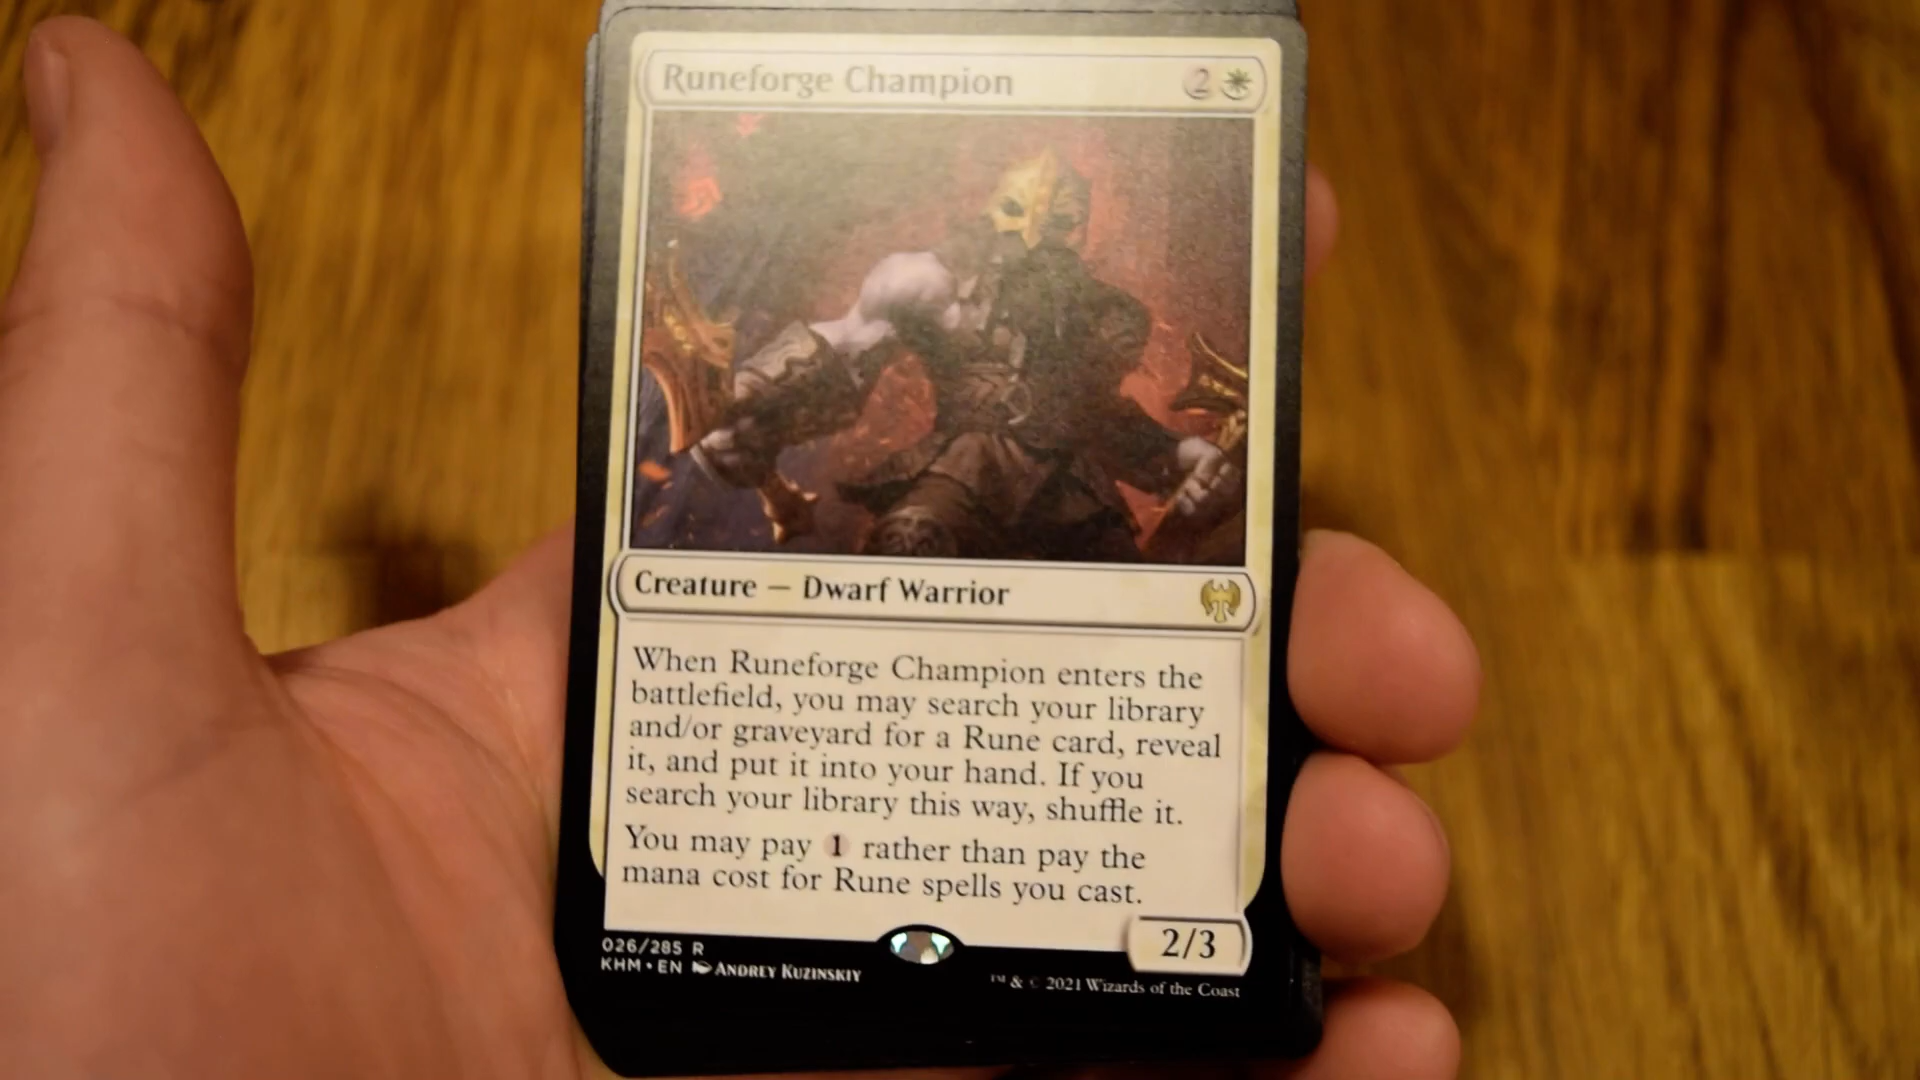 Runeforge Champion 2
Creature — Dwarf Warrior
When Runeforge Champion enters the
battlefield, you may search your library
and/or graveyard for a Rune card, reveal
it, and put it into your hand. If you
search your library this way, shuffle it.
You may pay 1 rather than pay the
mana cost for Rune spells you cast.
2/3
026/285 R
KHM • EN Andrey Kuzinskiy
™ & © 2021 Wizards of the Coast